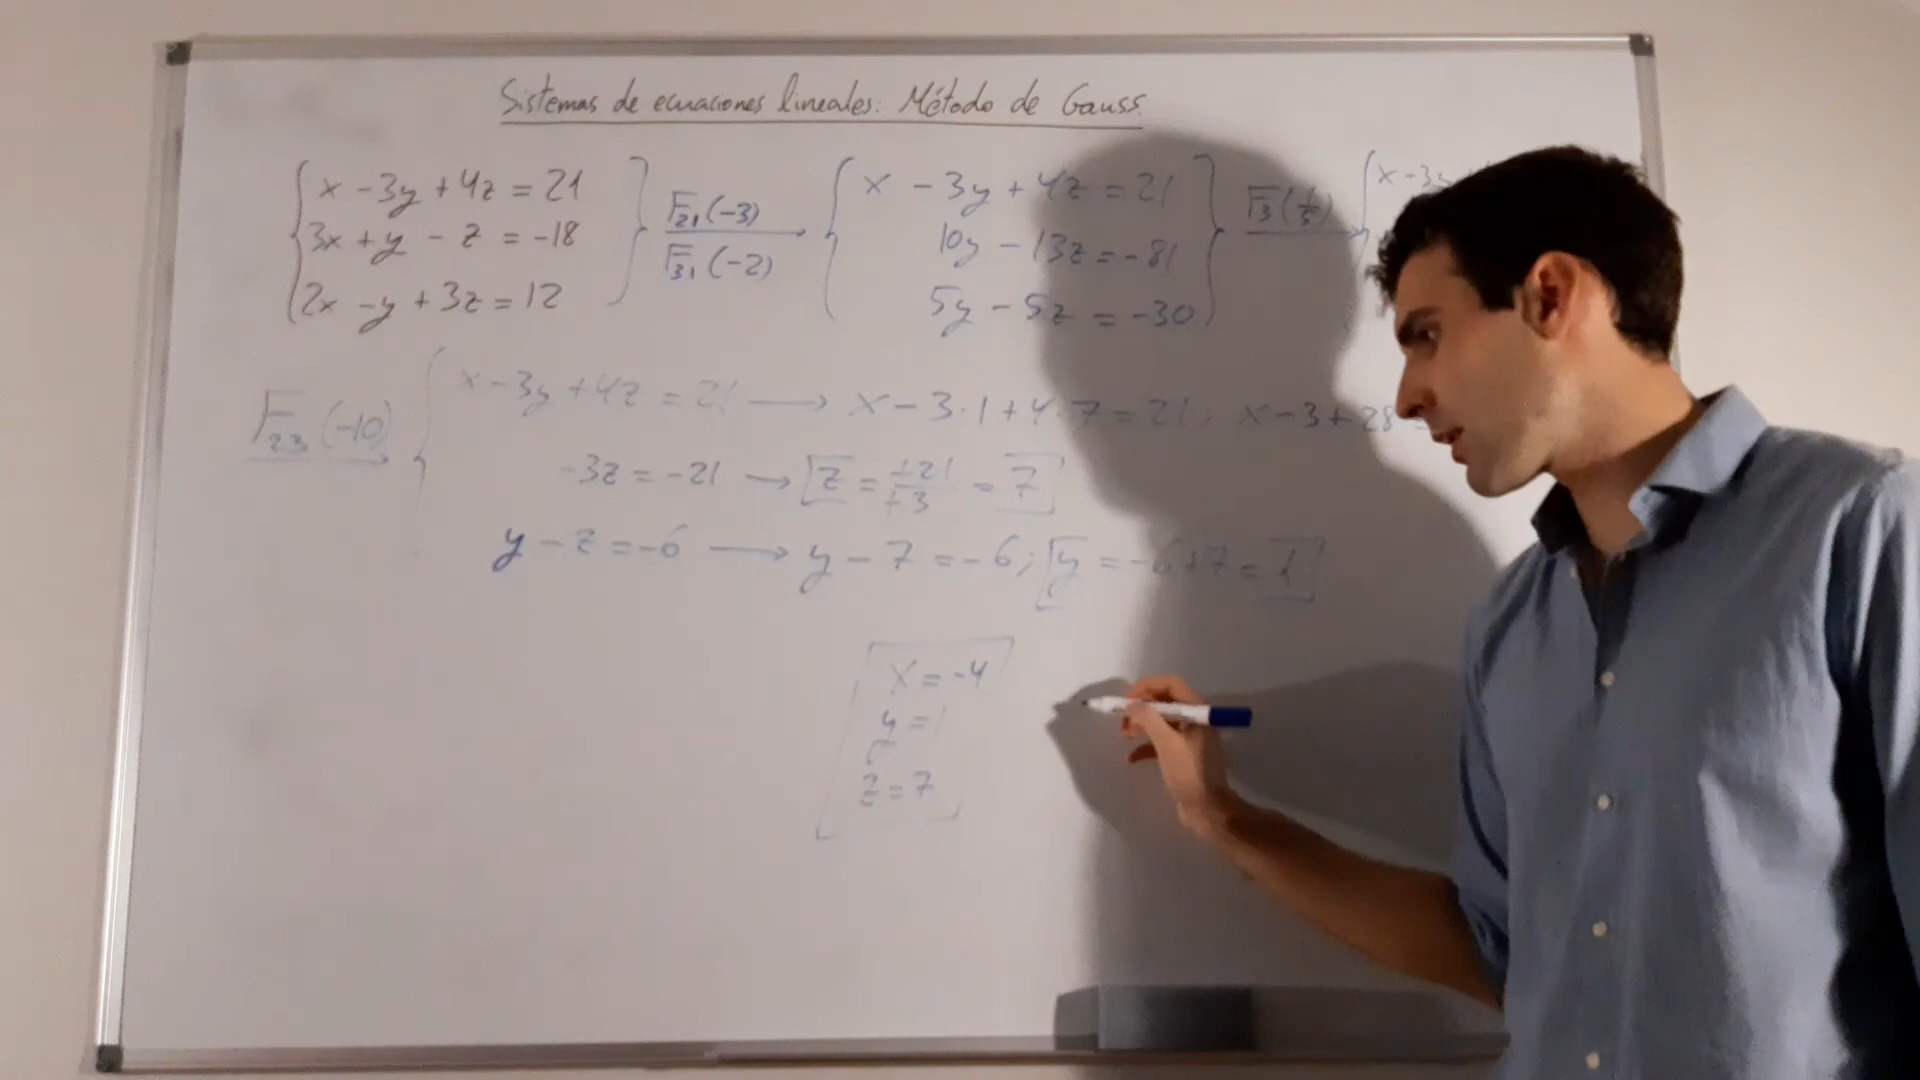 Sistemas de ecuaciones lineales: Método de Gauss.
x - 3y + 4z = 21
3x + y - z = -18
2x - y + 3z = 12
F21(-3)
F31(-2)
x - 3y + 4z = 21
10y - 13z = -81
5y - 5z = -30
F3(1/5)
x - 3y
F23(-10)
x - 3y + 4z = 21 → x - 3·1 + 4·7 = 21; x - 3 + 28
-3z = -21 → z = +21/+3 = 7
y - z = -6 → y - 7 = -6; y = -6+7 = 1
x = -4
y = 1
z = 7